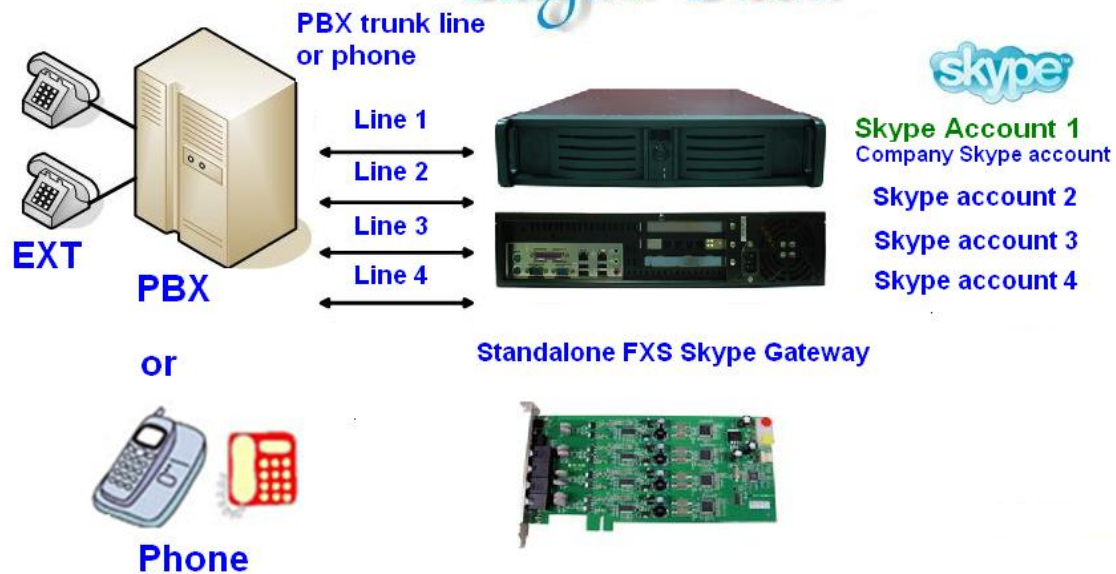 PBX trunk line
or phone
skype
Line 1
Skype Account 1
Company Skype account
Line 2
Skype account 2
Line 3
Skype account 3
EXT
Line 4
Skype account 4
PBX
or
Standalone FXS Skype Gateway
Phone